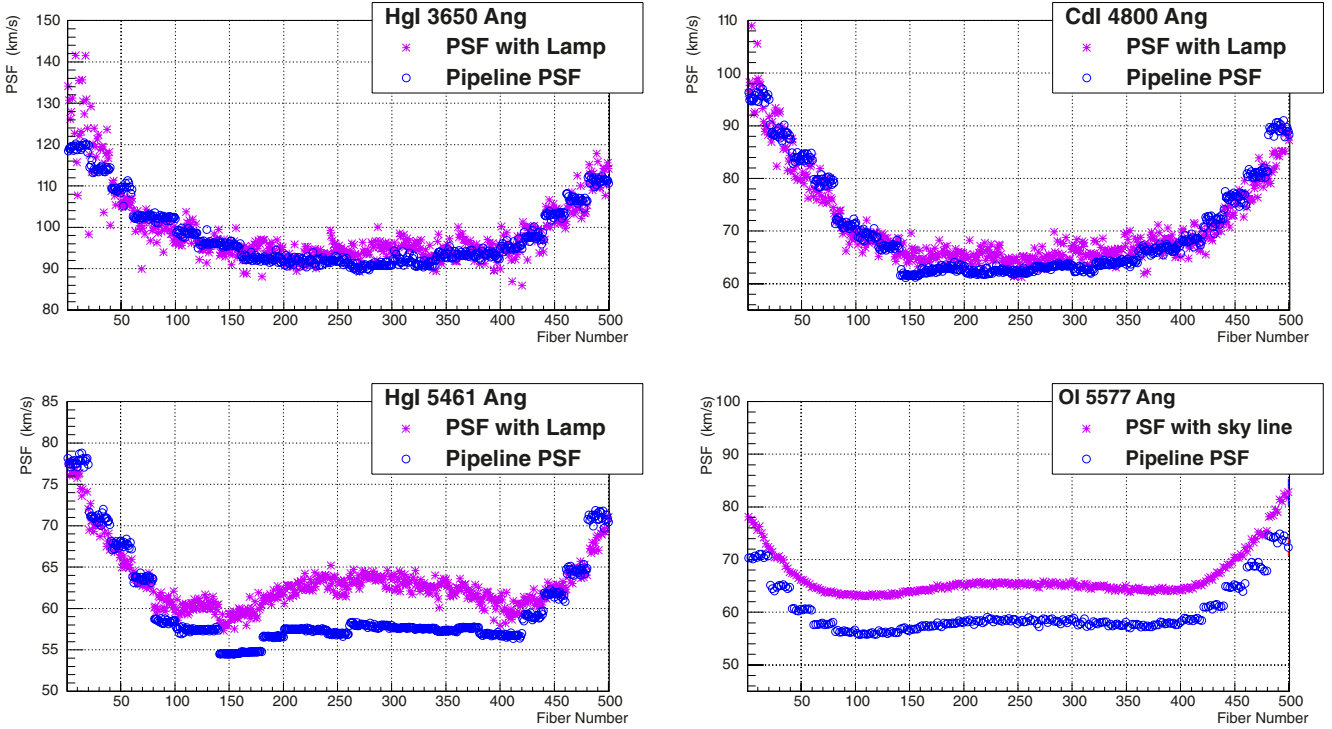 HgI 3650 Ang
PSF with Lamp
Pipeline PSF
PSF (km/s)
150
140
130
120
110
100
90
80
50 100 150 200 250 300 350 400 450 500
Fiber Number
CdI 4800 Ang
PSF with Lamp
Pipeline PSF
PSF (km/s)
110
100
90
80
70
60
50 100 150 200 250 300 350 400 450 500
Fiber Number
HgI 5461 Ang
PSF with Lamp
Pipeline PSF
PSF (km/s)
85
80
75
70
65
60
55
50
50 100 150 200 250 300 350 400 450 500
Fiber Number
OI 5577 Ang
PSF with sky line
Pipeline PSF
PSF (km/s)
100
90
80
70
60
50
50 100 150 200 250 300 350 400 450 500
Fiber Number